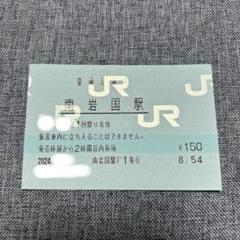 南岩国駅
旅客車内に立ち入ることはできません。
発売時刻から2時間以内有効
¥150
2024.
南岩国駅F1発行
8:54